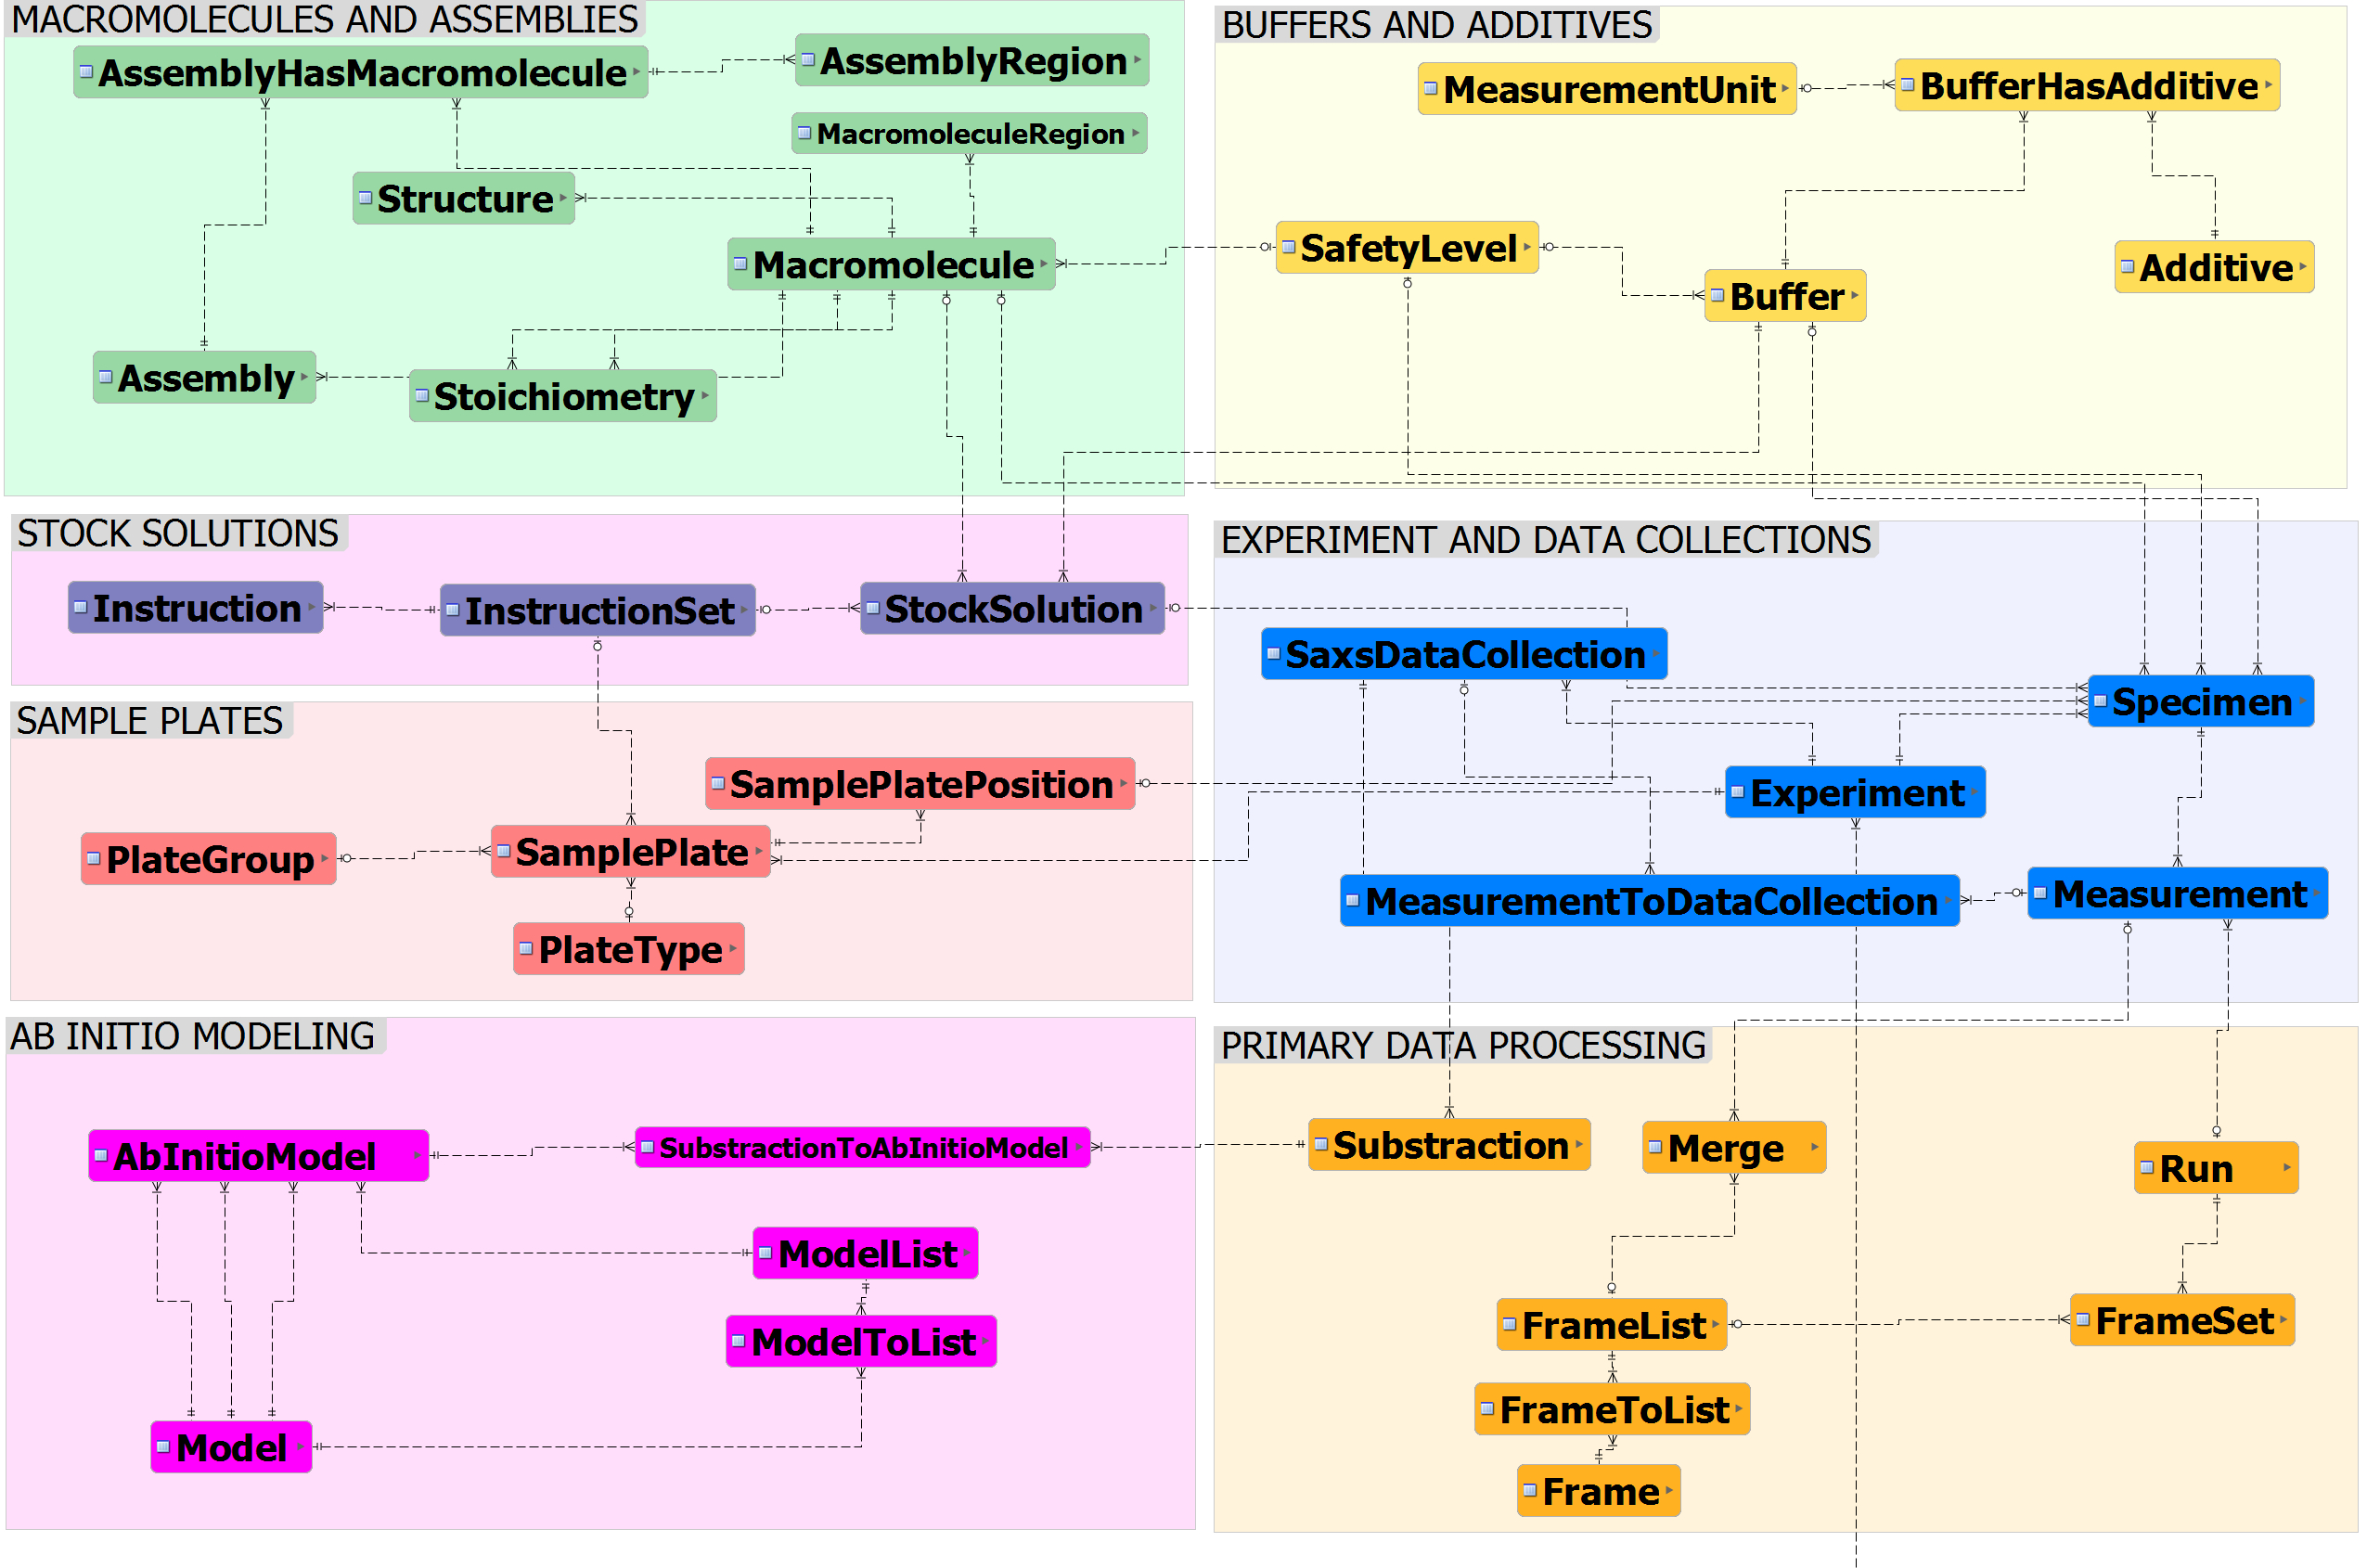 MACROMOLECULES AND ASSEMBLIES
AssemblyHasMacromolecule
AssemblyRegion
MacromoleculeRegion
Structure
Macromolecule
Assembly
Stoichiometry
BUFFERS AND ADDITIVES
MeasurementUnit
BufferHasAdditive
SafetyLevel
Buffer
Additive
STOCK SOLUTIONS
Instruction
InstructionSet
StockSolution
EXPERIMENT AND DATA COLLECTIONS
SaxsDataCollection
Specimen
Experiment
MeasurementToDataCollection
Measurement
SAMPLE PLATES
SamplePlatePosition
PlateGroup
SamplePlate
PlateType
AB INITIO MODELING
AbInitioModel
SubstractionToAbInitioModel
ModelList
ModelToList
Model
PRIMARY DATA PROCESSING
Substraction
Merge
Run
FrameList
FrameSet
FrameToList
Frame